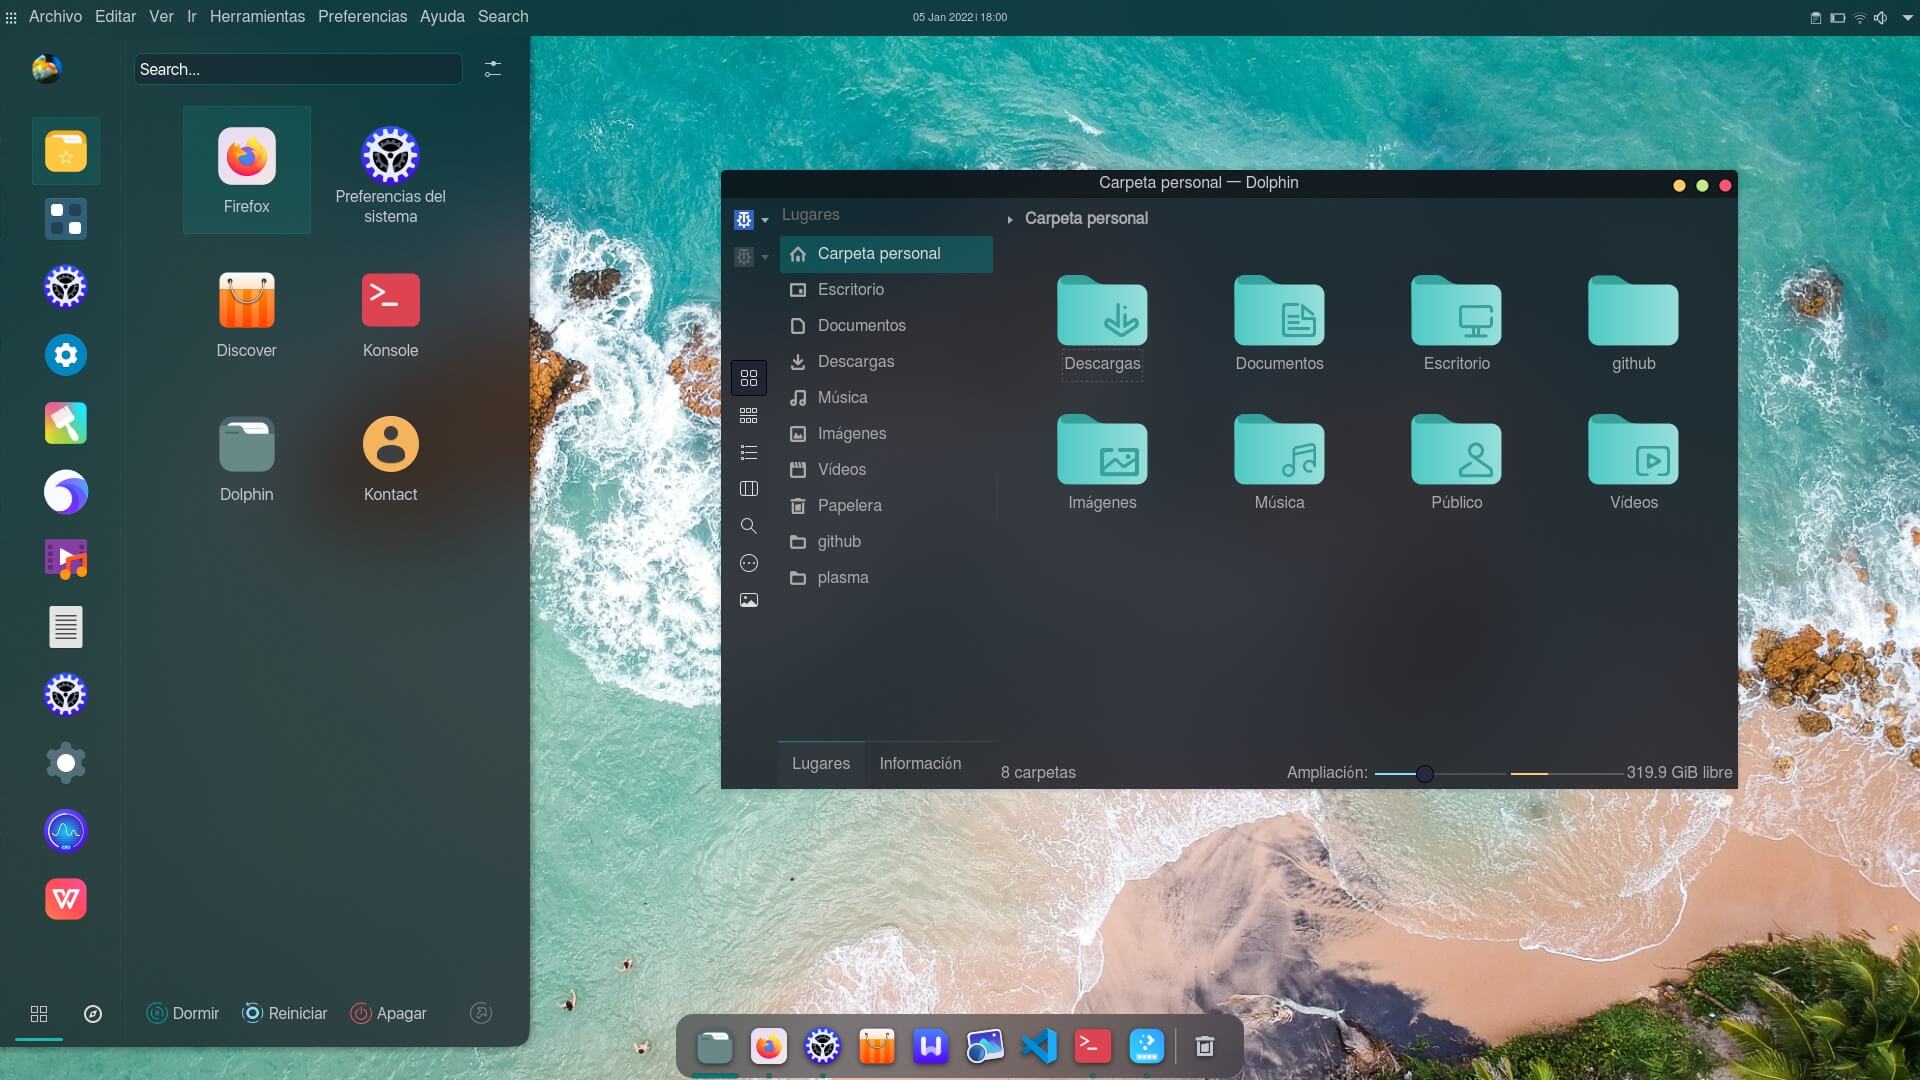 Archivo Editar Ver Ir Herramientas Preferencias Ayuda Search
05 Jan 2022| 18:00
Search...
Firefox
Preferencias del
sistema
Discover
Konsole
Dolphin
Kontact
Dormir
Reiniciar
Apagar
Carpeta personal — Dolphin
Lugares
Carpeta personal
Carpeta personal
Escritorio
Documentos
Descargas
Música
Imágenes
Vídeos
Papelera
github
plasma
Descargas
Documentos
Escritorio
github
Imágenes
Música
Público
Vídeos
Lugares
Información
8 carpetas
Ampliación:
319.9 GiB libre